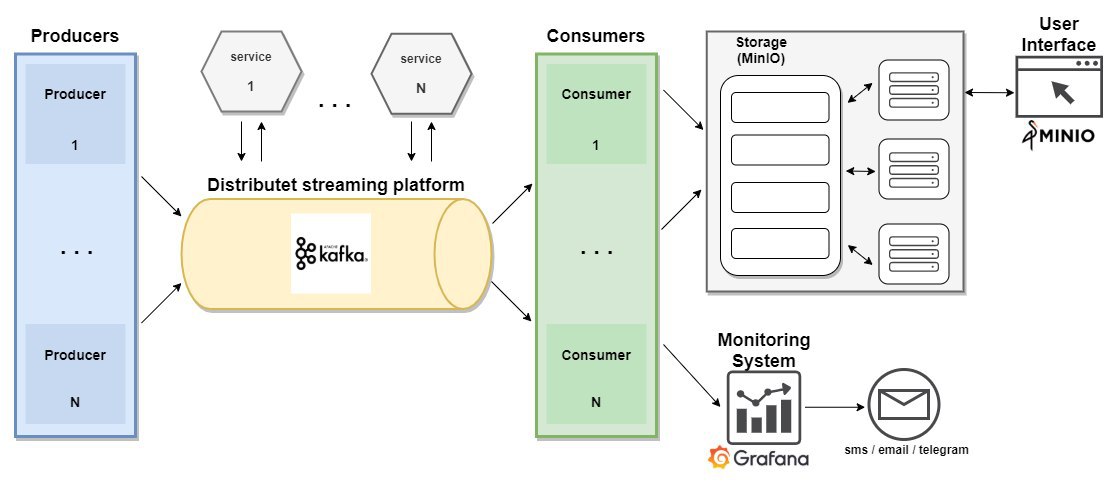 Producers
Producer
1
. . .
Producer
N
service
1
. . .
service
N
Distributet streaming platform
APACHE
kafka®
Consumers
Consumer
1
. . .
Consumer
N
Storage
(MinIO)
User
Interface
MINIO
Monitoring
System
Grafana
sms / email / telegram